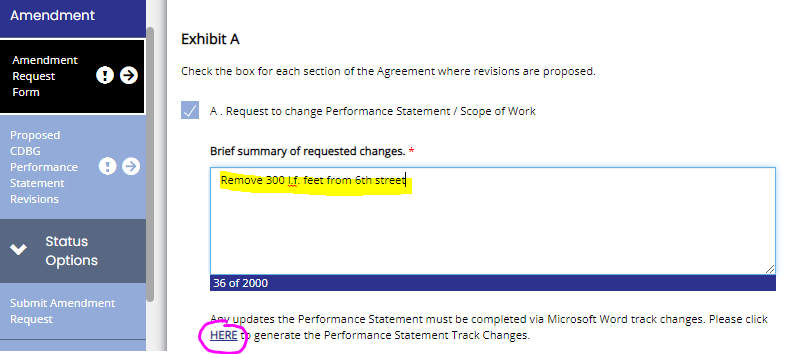 Amendment
Amendment
Request
Form
Proposed
CDBG
Performance
Statement
Revisions
Status
Options
Submit Amendment
Request
Exhibit A
Check the box for each section of the Agreement where revisions are proposed.
A . Request to change Performance Statement / Scope of Work
Brief summary of requested changes. *
Remove 300 l.f. feet from 6th street
36 of 2000
Any updates the Performance Statement must be completed via Microsoft Word track changes. Please click
HERE to generate the Performance Statement Track Changes.